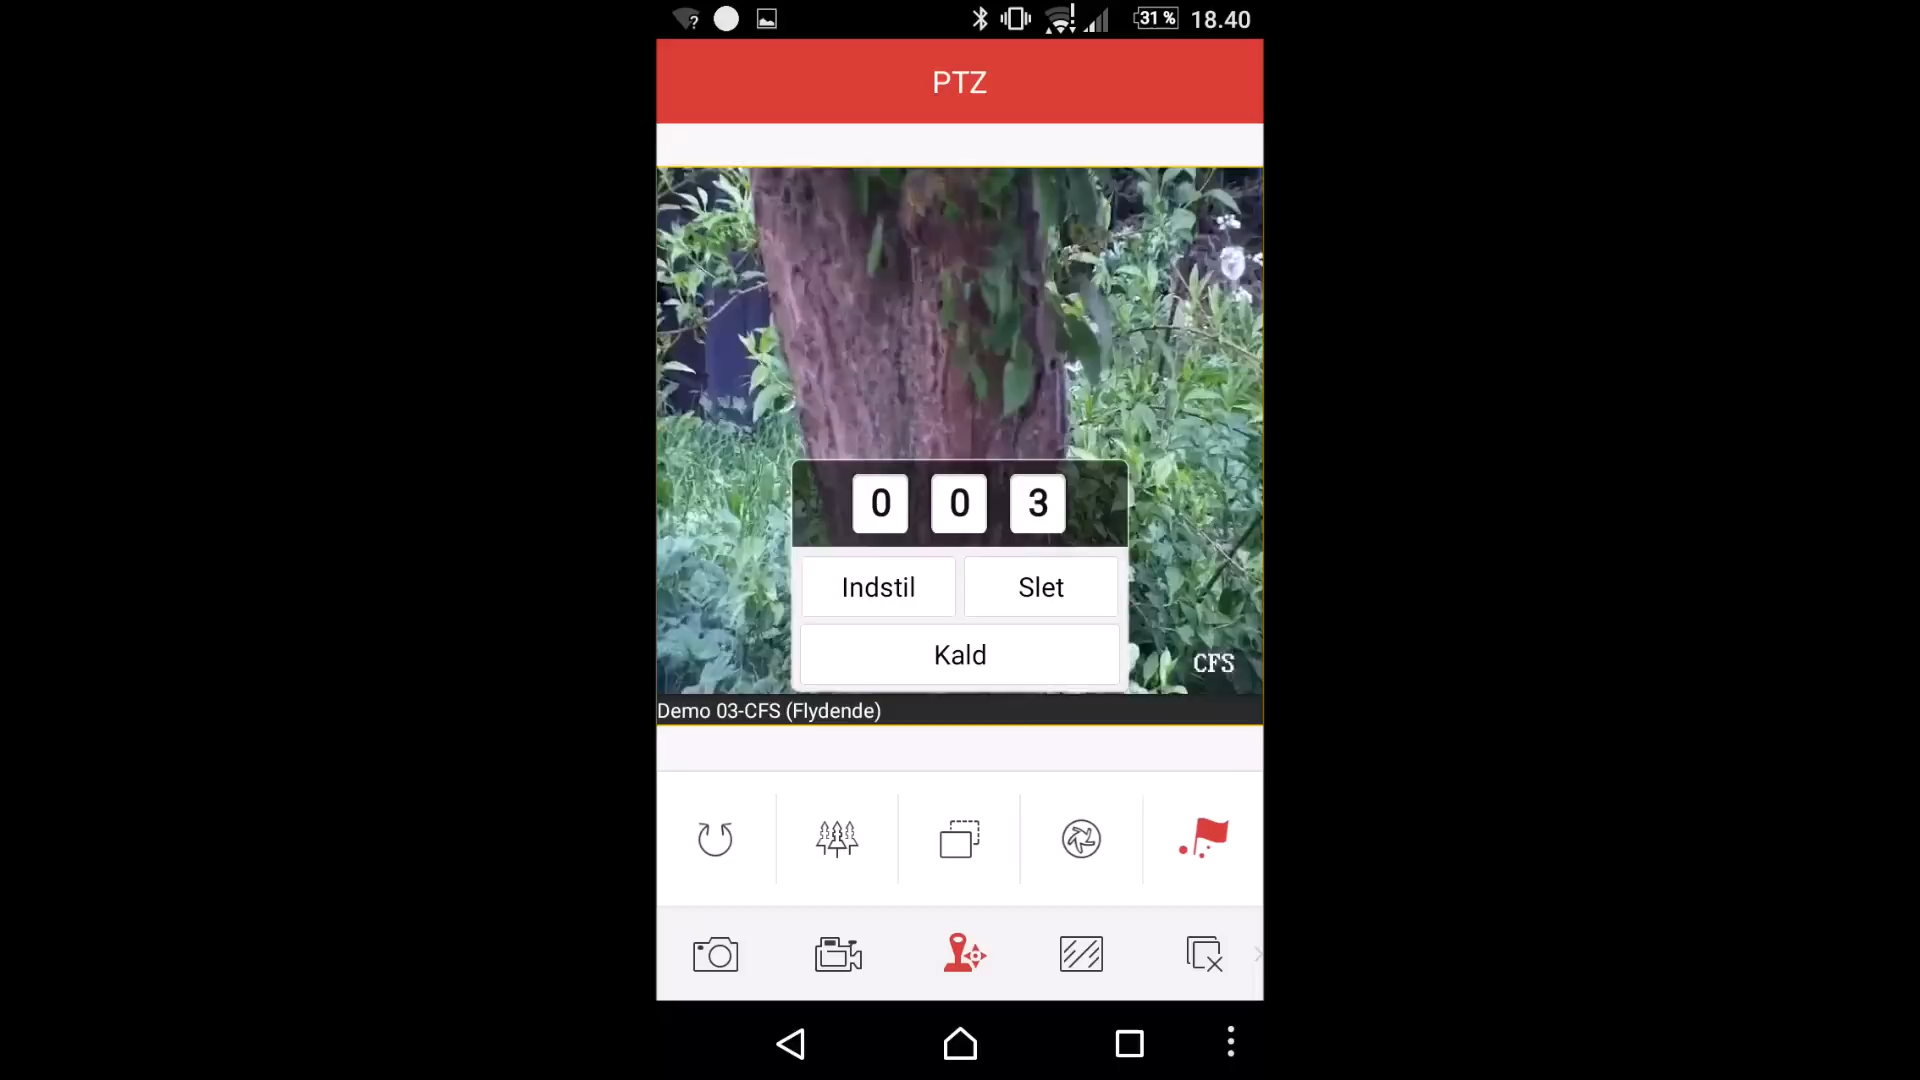 31 % 18.40
PTZ
0 0 3
Indstil Slet
Kald
CFS
Demo 03-CFS (Flydende)